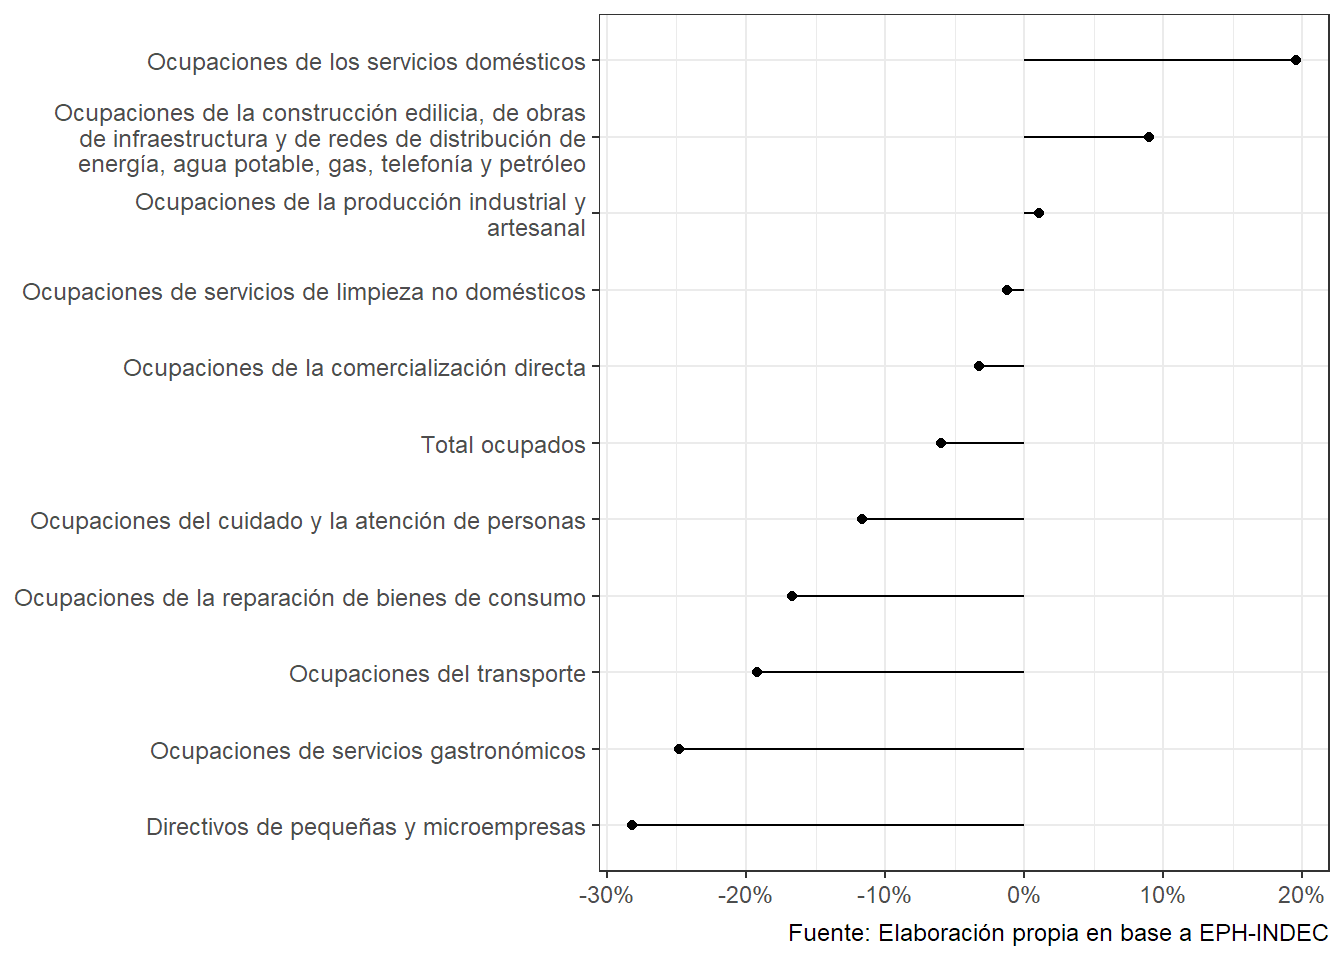 Ocupaciones de los servicios domésticos
Ocupaciones de la construcción edilicia, de obras
de infraestructura y de redes de distribución de
energía, agua potable, gas, telefonía y petróleo
Ocupaciones de la producción industrial y
artesanal
Ocupaciones de servicios de limpieza no domésticos
Ocupaciones de la comercialización directa
Total ocupados
Ocupaciones del cuidado y la atención de personas
Ocupaciones de la reparación de bienes de consumo
Ocupaciones del transporte
Ocupaciones de servicios gastronómicos
Directivos de pequeñas y microempresas
-30% -20% -10% 0% 10% 20%
Fuente: Elaboración propia en base a EPH-INDEC